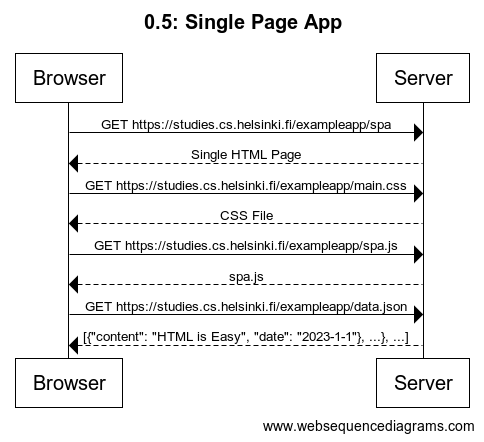 0.5: Single Page App
Browser
Server
GET https://studies.cs.helsinki.fi/exampleapp/spa
Single HTML Page
GET https://studies.cs.helsinki.fi/exampleapp/main.css
CSS File
GET https://studies.cs.helsinki.fi/exampleapp/spa.js
spa.js
GET https://studies.cs.helsinki.fi/exampleapp/data.json
[{"content": "HTML is Easy", "date": "2023-1-1"}, ...}, ...]
Browser
Server
www.websequencediagrams.com